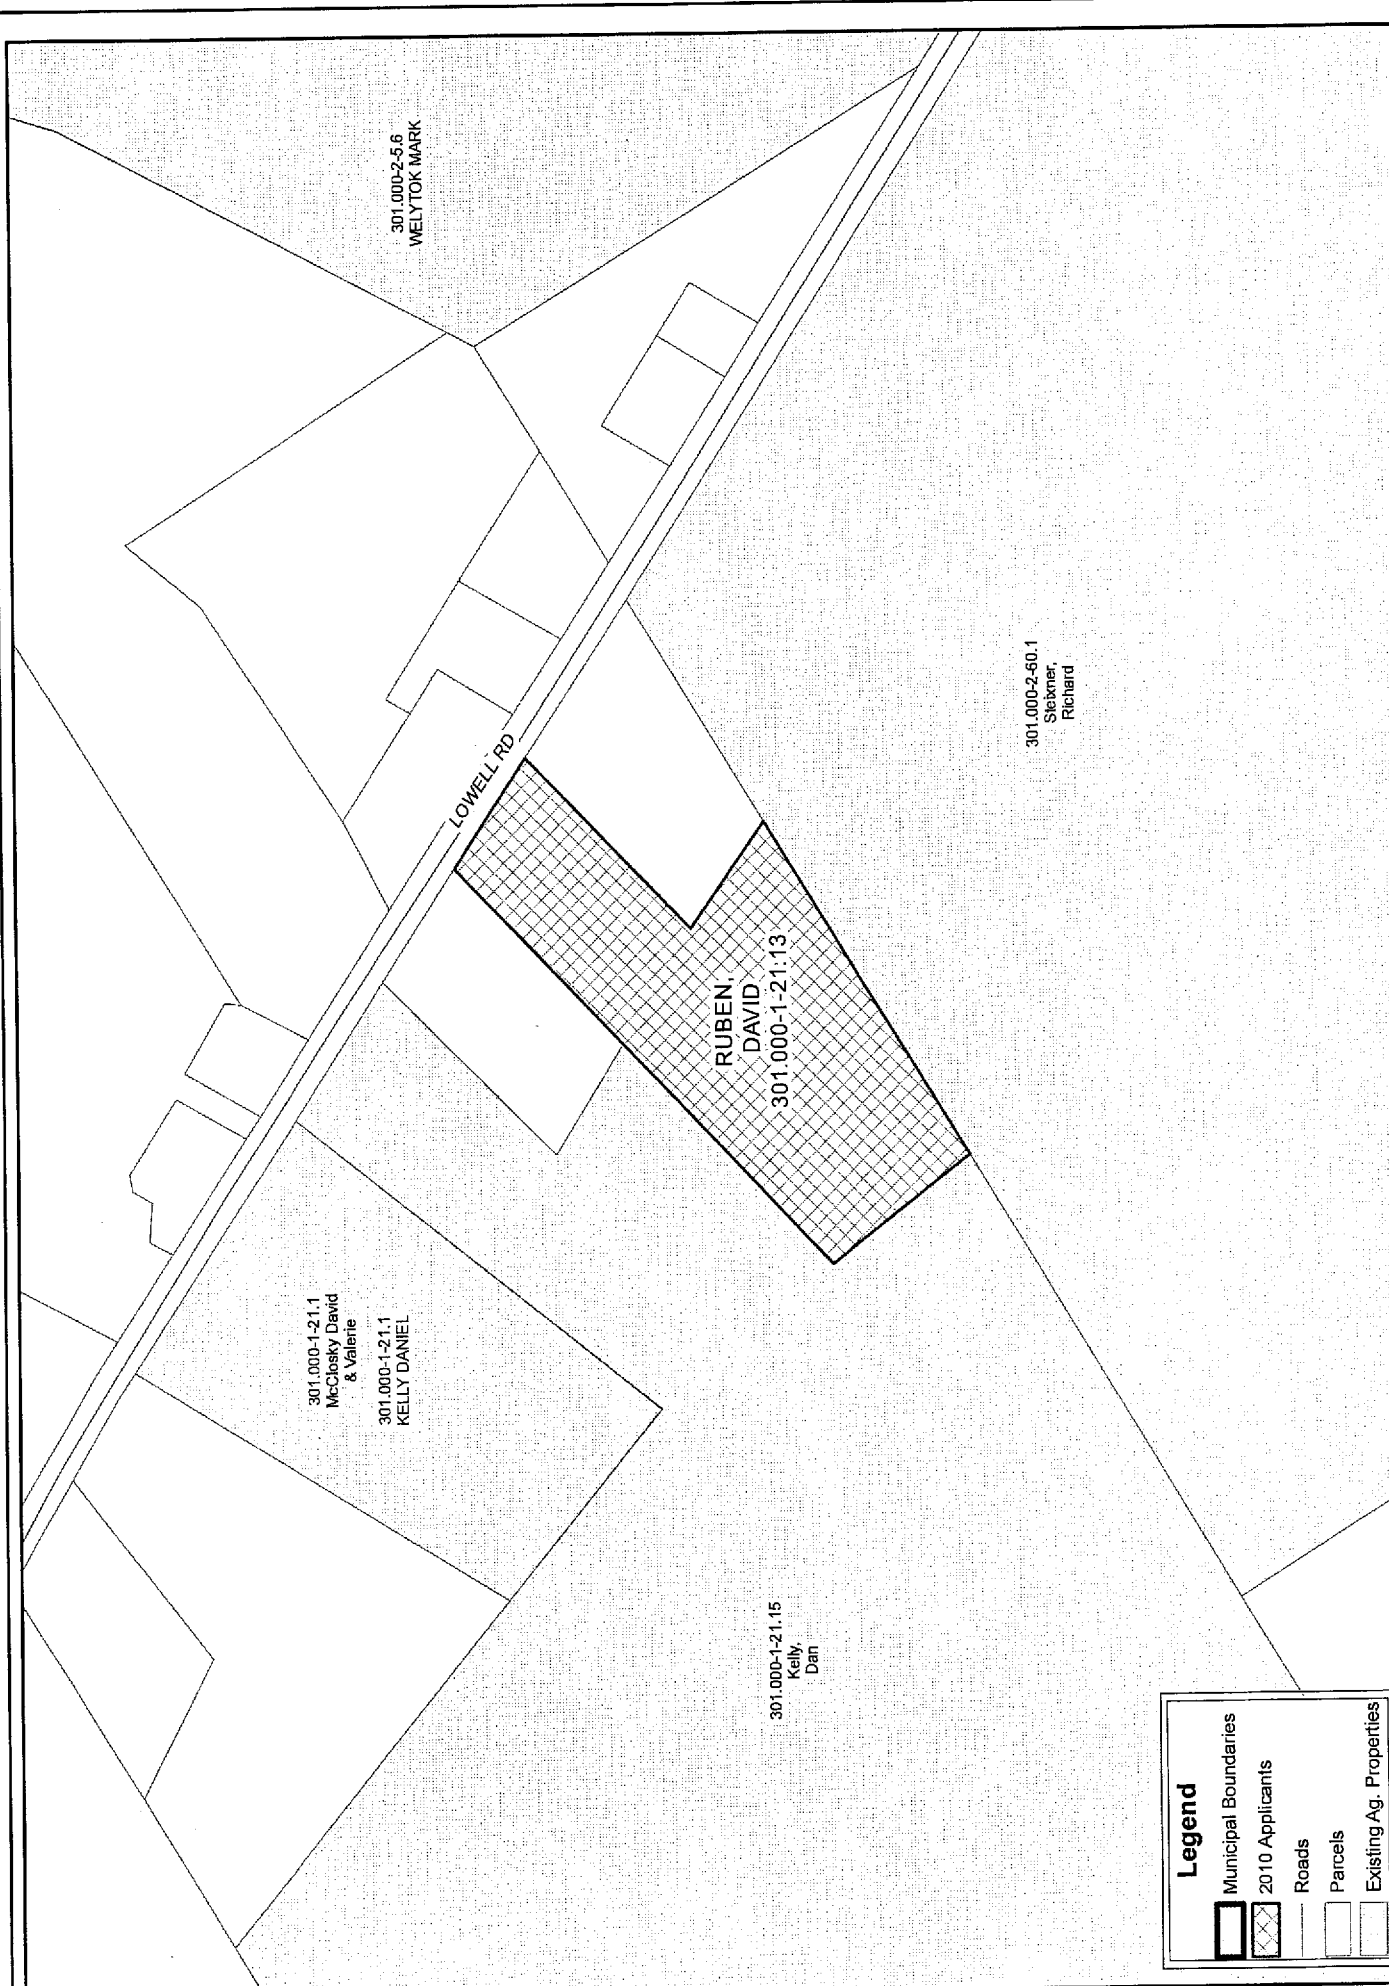 301.000-2-5.6
WELYTOK MARK
LOWELL RD
301.000-2-60.1
Steixner,
Richard
RUBEN,
DAVID
301.000-1-21.13
301.000-1-21.1
McClosky David
& Valerie
301.000-1-21.1
KELLY DANIEL
301.000-1-21.15
Kelly,
Dan
Legend
Municipal Boundaries
2010 Applicants
Roads
Parcels
Existing Ag. Properties